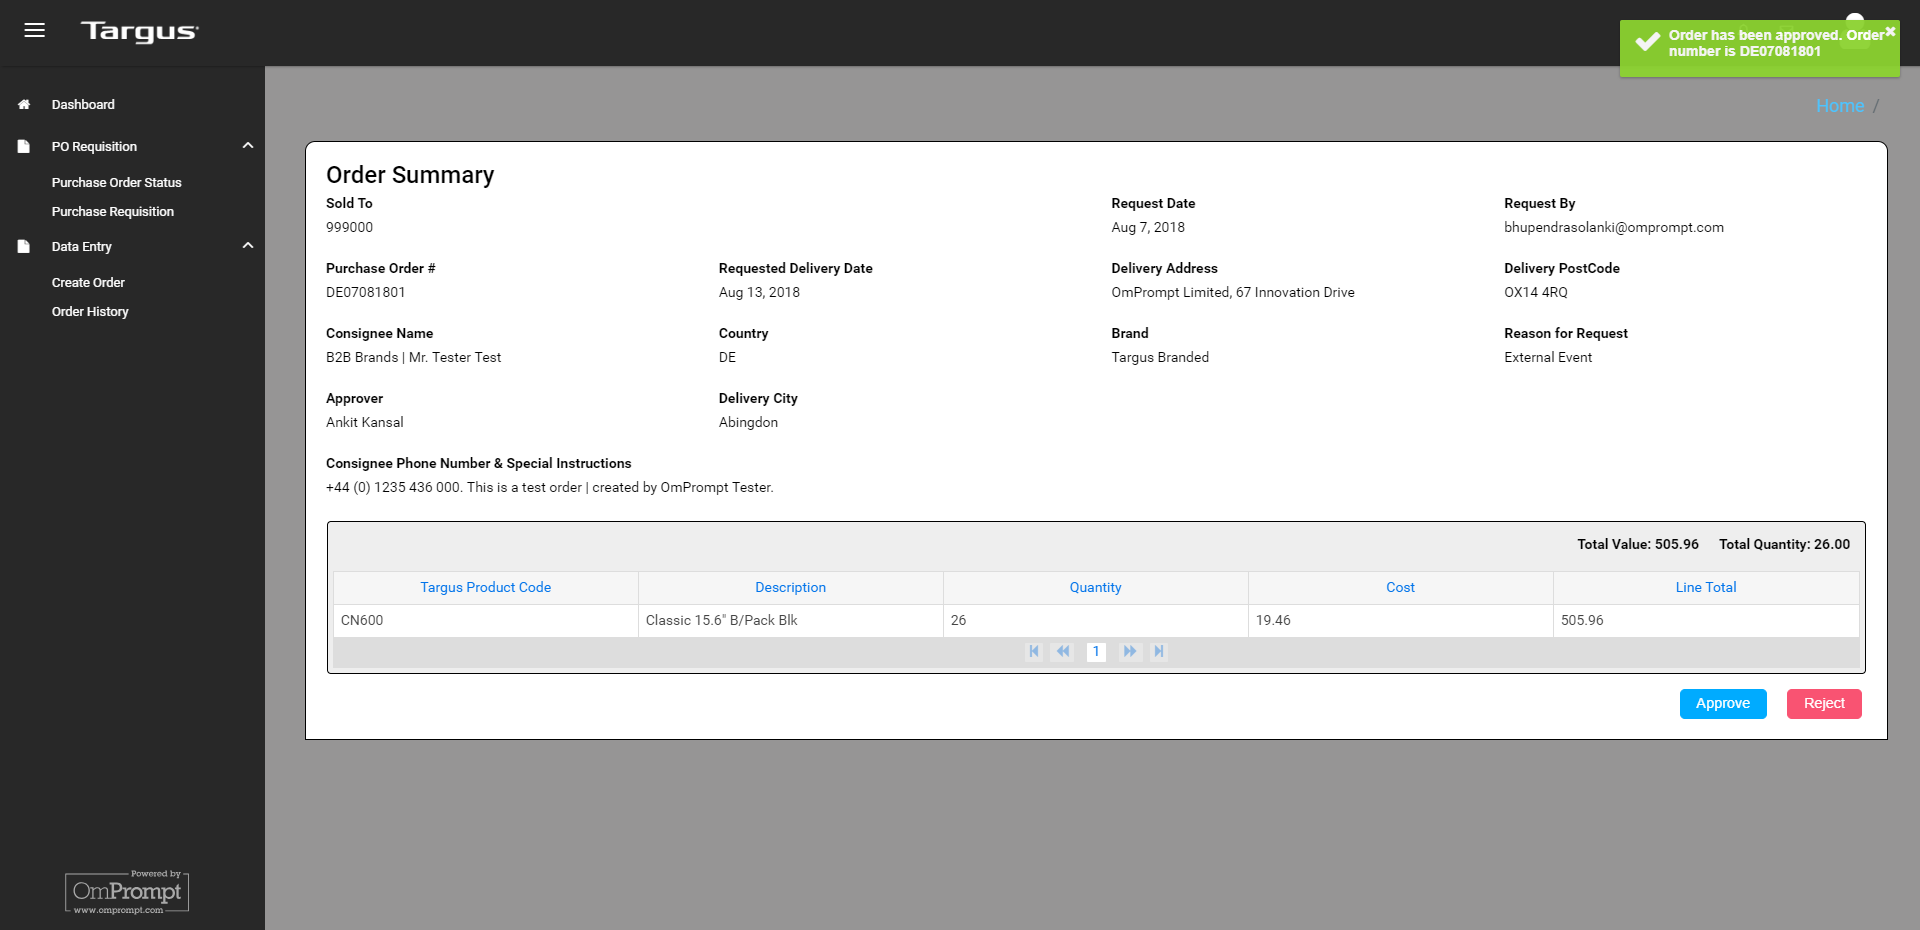 Targus
Order has been approved. Order
number is DE07081801
Home /
Dashboard
PO Requisition
Purchase Order Status
Purchase Requisition
Data Entry
Create Order
Order History
Order Summary
Sold To
999000
Request Date
Aug 7, 2018
Request By
bhupendrasolanki@omprompt.com
Purchase Order #
DE07081801
Requested Delivery Date
Aug 13, 2018
Delivery Address
OmPrompt Limited, 67 Innovation Drive
Delivery PostCode
OX14 4RQ
Consignee Name
B2B Brands | Mr. Tester Test
Country
DE
Brand
Targus Branded
Reason for Request
External Event
Approver
Ankit Kansal
Delivery City
Abingdon
Consignee Phone Number & Special Instructions
+44 (0) 1235 436 000. This is a test order | created by OmPrompt Tester.
Total Value: 505.96 Total Quantity: 26.00
Targus Product Code Description Quantity Cost Line Total
CN600 Classic 15.6" B/Pack Blk 26 19.46 505.96
1
Approve Reject
Powered by
OmPrompt
www.omprompt.com